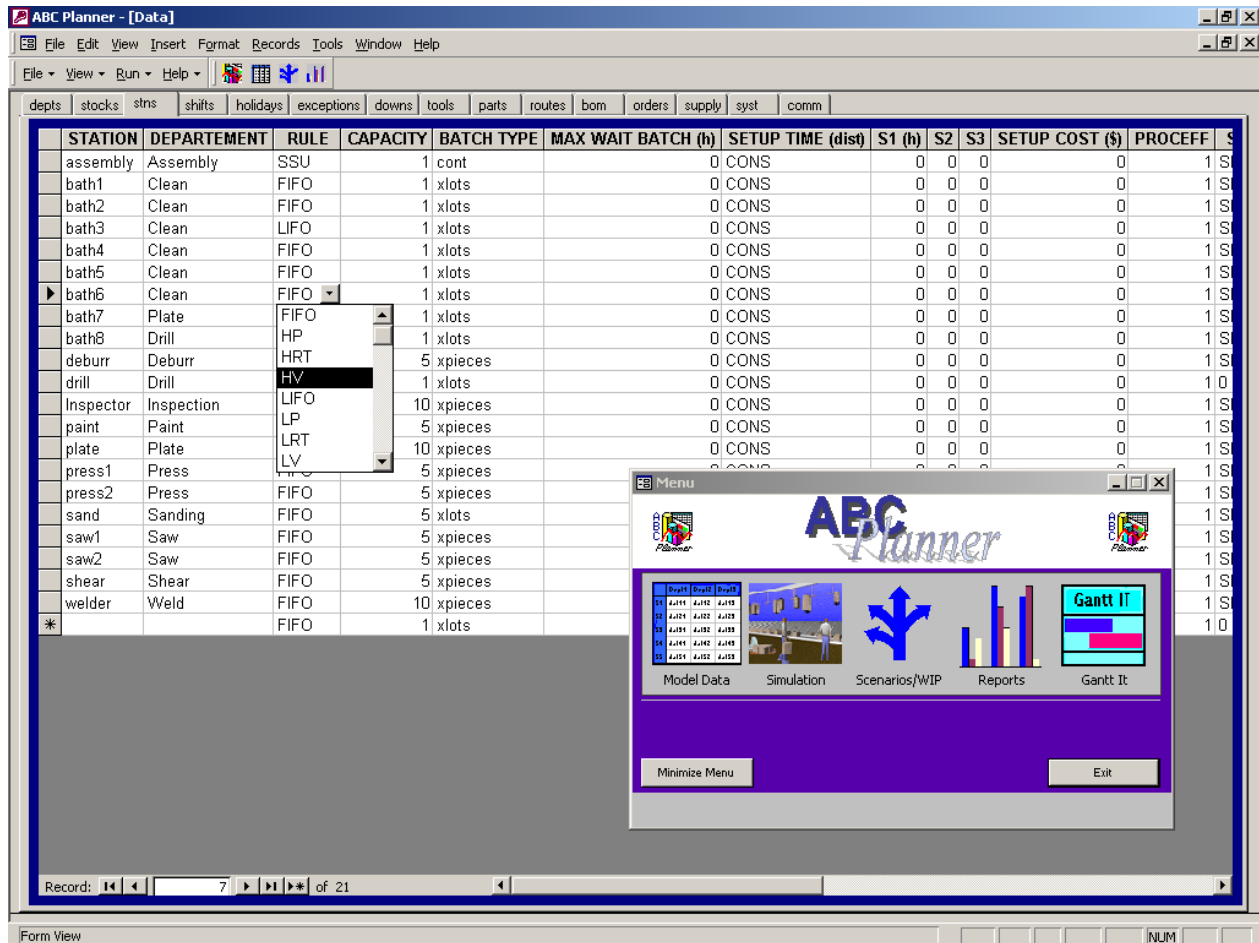 ABC Planner - [Data]
File Edit View Insert Format Records Tools Window Help
File View Run Help
depts stocks stns shifts holidays exceptions downs tools parts routes bom orders supply syst comm
STATION DEPARTEMENT RULE CAPACITY BATCH TYPE MAX WAIT BATCH (h) SETUP TIME (dist) S1 (h) S2 S3 SETUP COST ($) PROCEFF
assembly Assembly SSU 1 cont 0 CONS 0 0 0 0 1
bath1 Clean FIFO 1 xlots 0 CONS 0 0 0 0 1
bath2 Clean FIFO 1 xlots 0 CONS 0 0 0 0 1
bath3 Clean LIFO 1 xlots 0 CONS 0 0 0 0 1
bath4 Clean FIFO 1 xlots 0 CONS 0 0 0 0 1
bath5 Clean FIFO 1 xlots 0 CONS 0 0 0 0 1
bath6 Clean FIFO 1 xlots 0 CONS 0 0 0 0 1
bath7 Plate FIFO 1 xlots 0 CONS 0 0 0 0 1
bath8 Drill HP 1 xlots 0 CONS 0 0 0 0 1
deburr Deburr HRT 5 xpieces 0 CONS 0 0 0 0 1
drill Drill HV 1 xlots 0 CONS 0 0 0 0 1 0
Inspector Inspection LIFO 10 xpieces 0 CONS 0 0 0 0 1
paint Paint LP 5 xpieces 0 CONS 0 0 0 0 1
plate Plate LRT 10 xpieces 0 CONS 0 0 0 0 1
press1 Press LV 5 xpieces
press2 Press FIFO 5 xpieces 1
sand Sanding FIFO 5 xlots 1
saw1 Saw FIFO 5 xpieces 1
saw2 Saw FIFO 5 xpieces 1
shear Shear FIFO 5 xpieces 1
welder Weld FIFO 10 xpieces 1
* FIFO 1 xlots 1 0
Menu
ABC Planner
Gantt IT
Model Data Simulation Scenarios/WIP Reports Gantt It
Minimize Menu Exit
Record: 7 of 21
Form View NUM